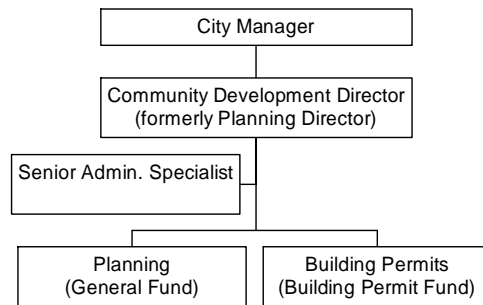 City Manager
Community Development Director
(formerly Planning Director)
Senior Admin. Specialist
Planning
(General Fund)
Building Permits
(Building Permit Fund)